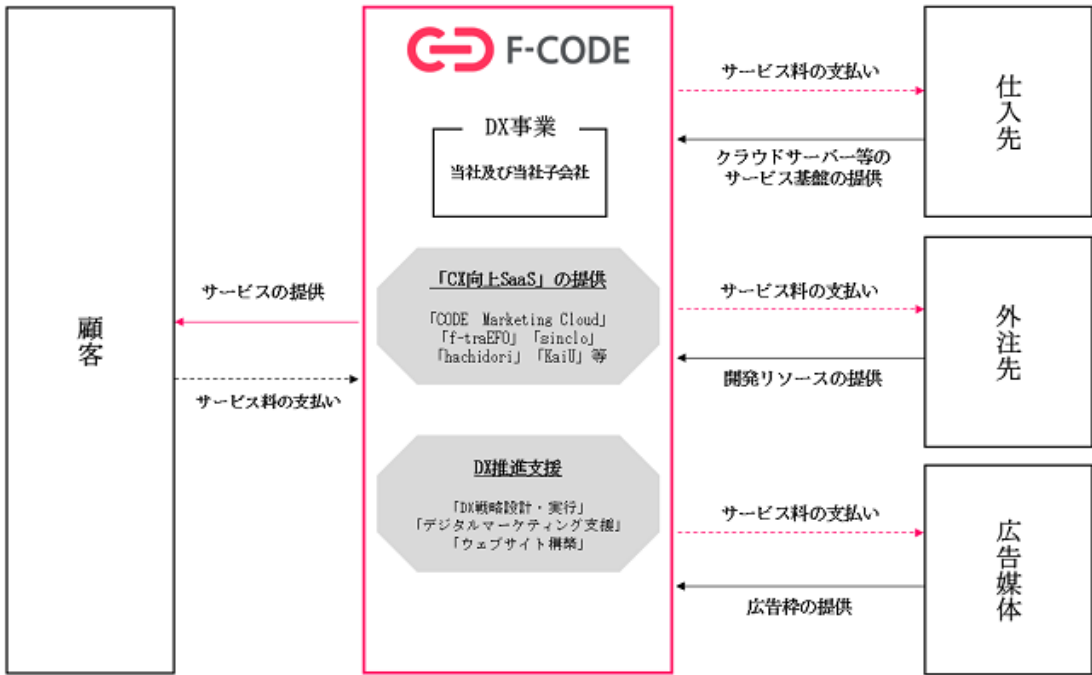 F-CODE
DX事業
当社及び当社子会社
「CX向上SaaS」の提供
「CODE Marketing Cloud」
「f-traEFO」「sinclo」
「hachidori」「KaiU」等
DX推進支援
「DX戦略設計・実行」
「デジタルマーケティング支援」
「ウェブサイト構築」
顧客
サービスの提供
サービス料の支払い
サービス料の支払い
クラウドサーバー等の
サービス基盤の提供
仕入先
サービス料の支払い
開発リソースの提供
外注先
サービス料の支払い
広告枠の提供
広告媒体